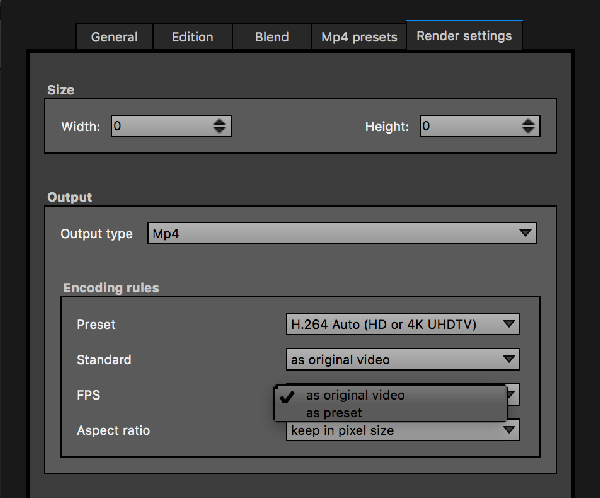 General Edition Blend Mp4 presets Render settings
Size
Width: 0 Height: 0
Output
Output type Mp4
Encoding rules
Preset H.264 Auto (HD or 4K UHDTV)
Standard as original video
FPS as original video
as preset
Aspect ratio keep in pixel size